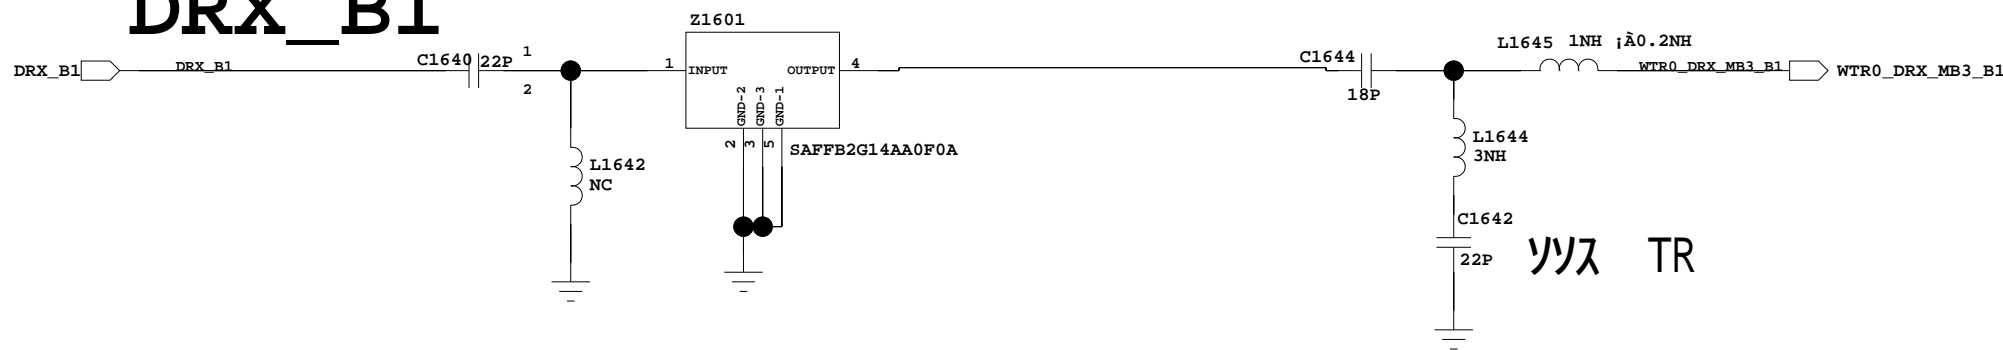 DRX_B1
Z1601
L1645 1NH ¡À0.2NH
DRX_B1
DRX_B1
C1640
22P
1
2
1
INPUT
OUTPUT
4
GND-2
GND-3
GND-1
2
3
5
SAFFB2G14AA0F0A
C1644
18P
WTR0_DRX_MB3_B1
WTR0_DRX_MB3_B1
L1642
NC
L1644
3NH
C1642
22P
ソソス TR